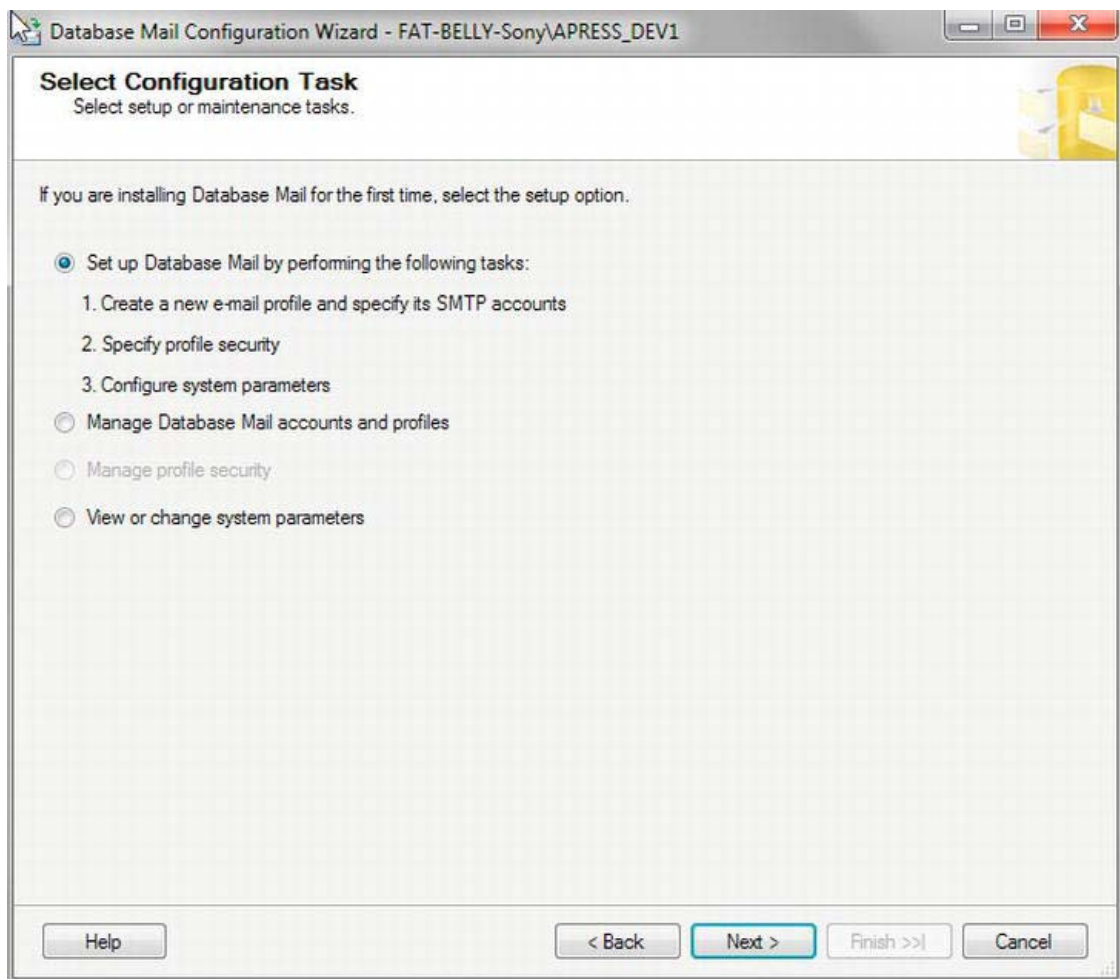 Database Mail Configuration Wizard - FAT-BELLY-Sony\APRESS_DEV1
Select Configuration Task
Select setup or maintenance tasks.
If you are installing Database Mail for the first time, select the setup option.
Set up Database Mail by performing the following tasks:
1. Create a new e-mail profile and specify its SMTP accounts
2. Specify profile security
3. Configure system parameters
Manage Database Mail accounts and profiles
Manage profile security
View or change system parameters
Help
< Back
Next >
Finish >>|
Cancel